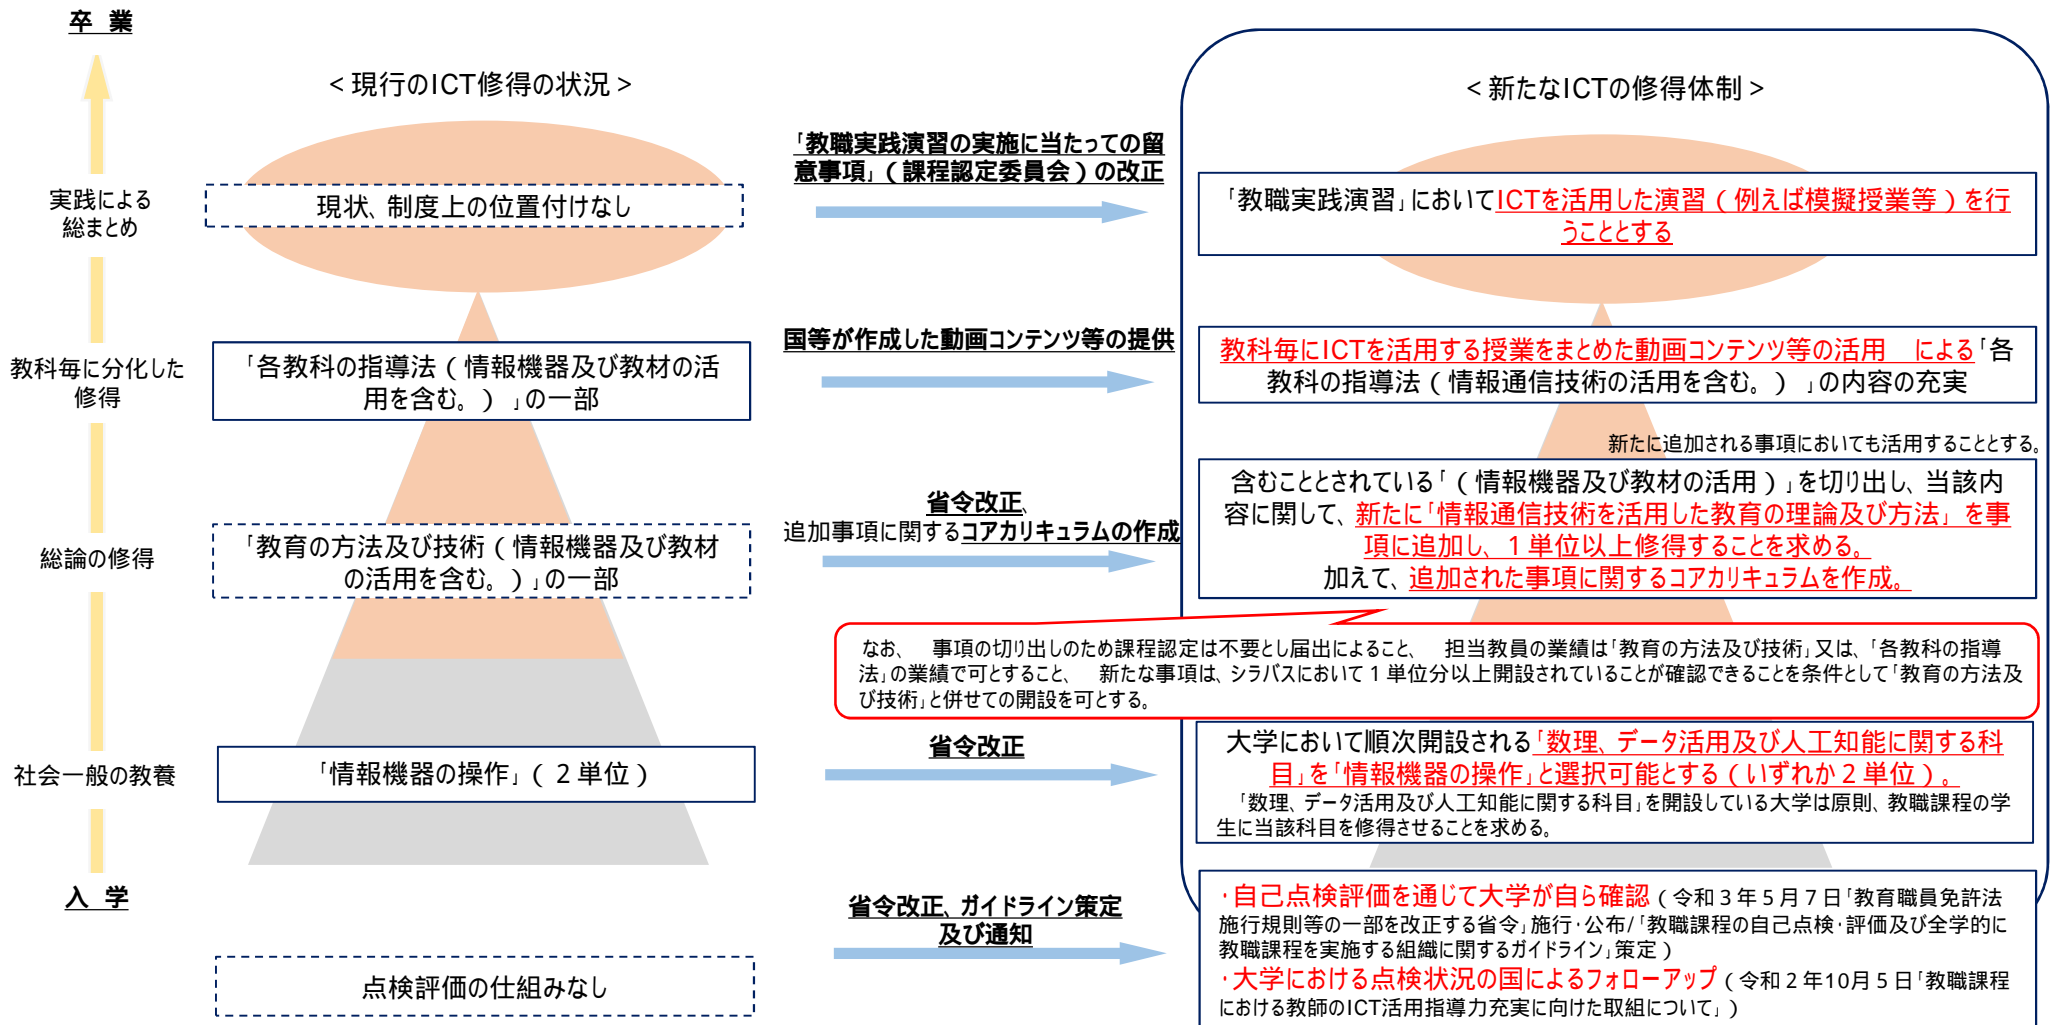 卒 業
＜現行のICT修得の状況＞
＜新たなICTの修得体制＞
実践による
総まとめ
現状、制度上の位置付けなし
「教職実践演習の実施に当たっての留
意事項」（課程認定委員会）の改正
「教職実践演習」においてICTを活用した演習（例えば模擬授業等）を行
うこととする
教科毎に分化した
修得
「各教科の指導法（情報機器及び教材の活
用を含む。）」の一部
国等が作成した動画コンテンツ等の提供
教科毎にICTを活用する授業をまとめた動画コンテンツ等の活用　による「各
教科の指導法（情報通信技術の活用を含む。）」の内容の充実
新たに追加される事項においても活用することとする。
総論の修得
「教育の方法及び技術（情報機器及び教材
の活用を含む。）」の一部
省令改正、
追加事項に関するコアカリキュラムの作成
含むこととされている「（情報機器及び教材の活用）」を切り出し、当該内
容に関して、新たに「情報通信技術を活用した教育の理論及び方法」を事
項に追加し、１単位以上修得することを求める。
加えて、追加された事項に関するコアカリキュラムを作成。
なお、　事項の切り出しのため課程認定は不要とし届出によること、　担当教員の業績は「教育の方法及び技術」又は、「各教科の指導
法」の業績で可とすること、　新たな事項は、シラバスにおいて１単位分以上開設されていることが確認できることを条件として「教育の方法及
び技術」と併せての開設を可とする。
社会一般の教養
「情報機器の操作」（２単位）
省令改正
大学において順次開設される「数理、データ活用及び人工知能に関する科
目」を「情報機器の操作」と選択可能とする（いずれか２単位）。
「数理、データ活用及び人工知能に関する科目」を開設している大学は原則、教職課程の学
生に当該科目を修得させることを求める。
入 学
点検評価の仕組みなし
省令改正、ガイドライン策定
及び通知
・自己点検評価を通じて大学が自ら確認（令和３年５月７日「教育職員免許法
施行規則等の一部を改正する省令」施行・公布/「教職課程の自己点検・評価及び全学的に
教職課程を実施する組織に関するガイドライン」策定）
・大学における点検状況の国によるフォローアップ（令和２年10月５日「教職課程
における教師のICT活用指導力充実に向けた取組について」）